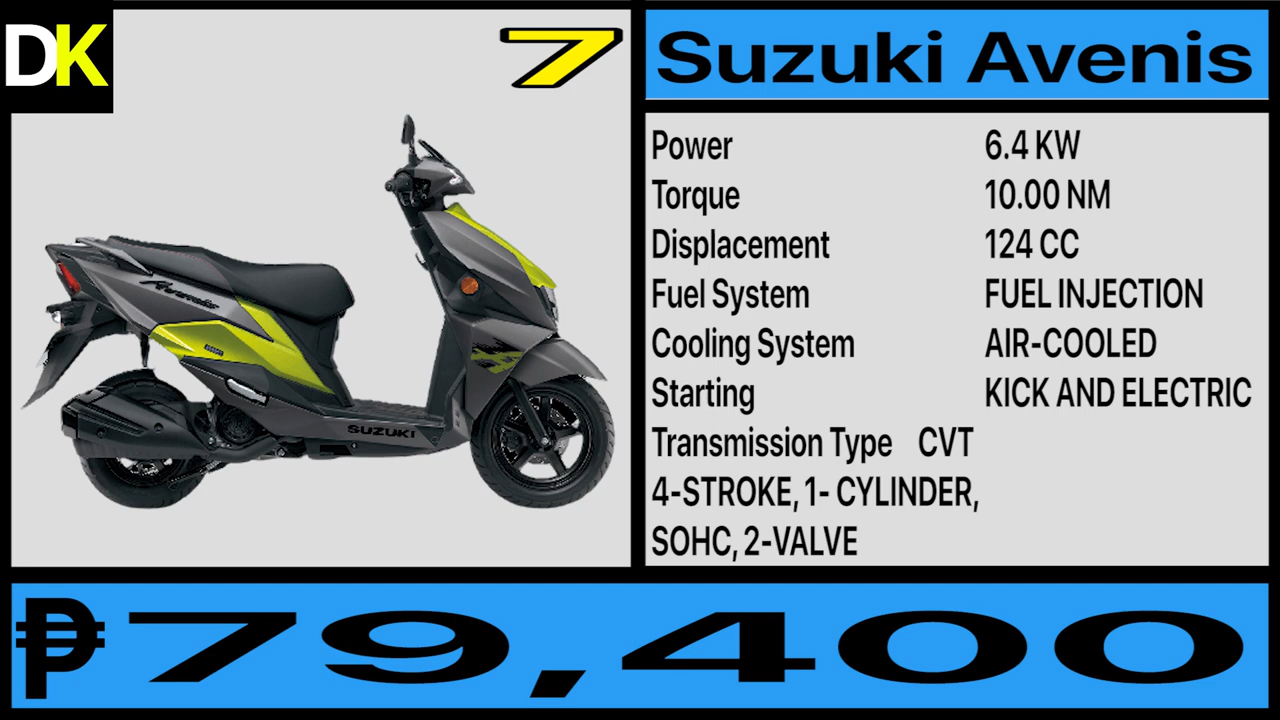 DK
7
Suzuki Avenis
Power 6.4 KW
Torque 10.00 NM
Displacement 124 CC
Fuel System FUEL INJECTION
Cooling System AIR-COOLED
Starting KICK AND ELECTRIC
Transmission Type CVT
4-STROKE, 1- CYLINDER,
SOHC, 2-VALVE
Avenis
SUZUKI
₱79,400